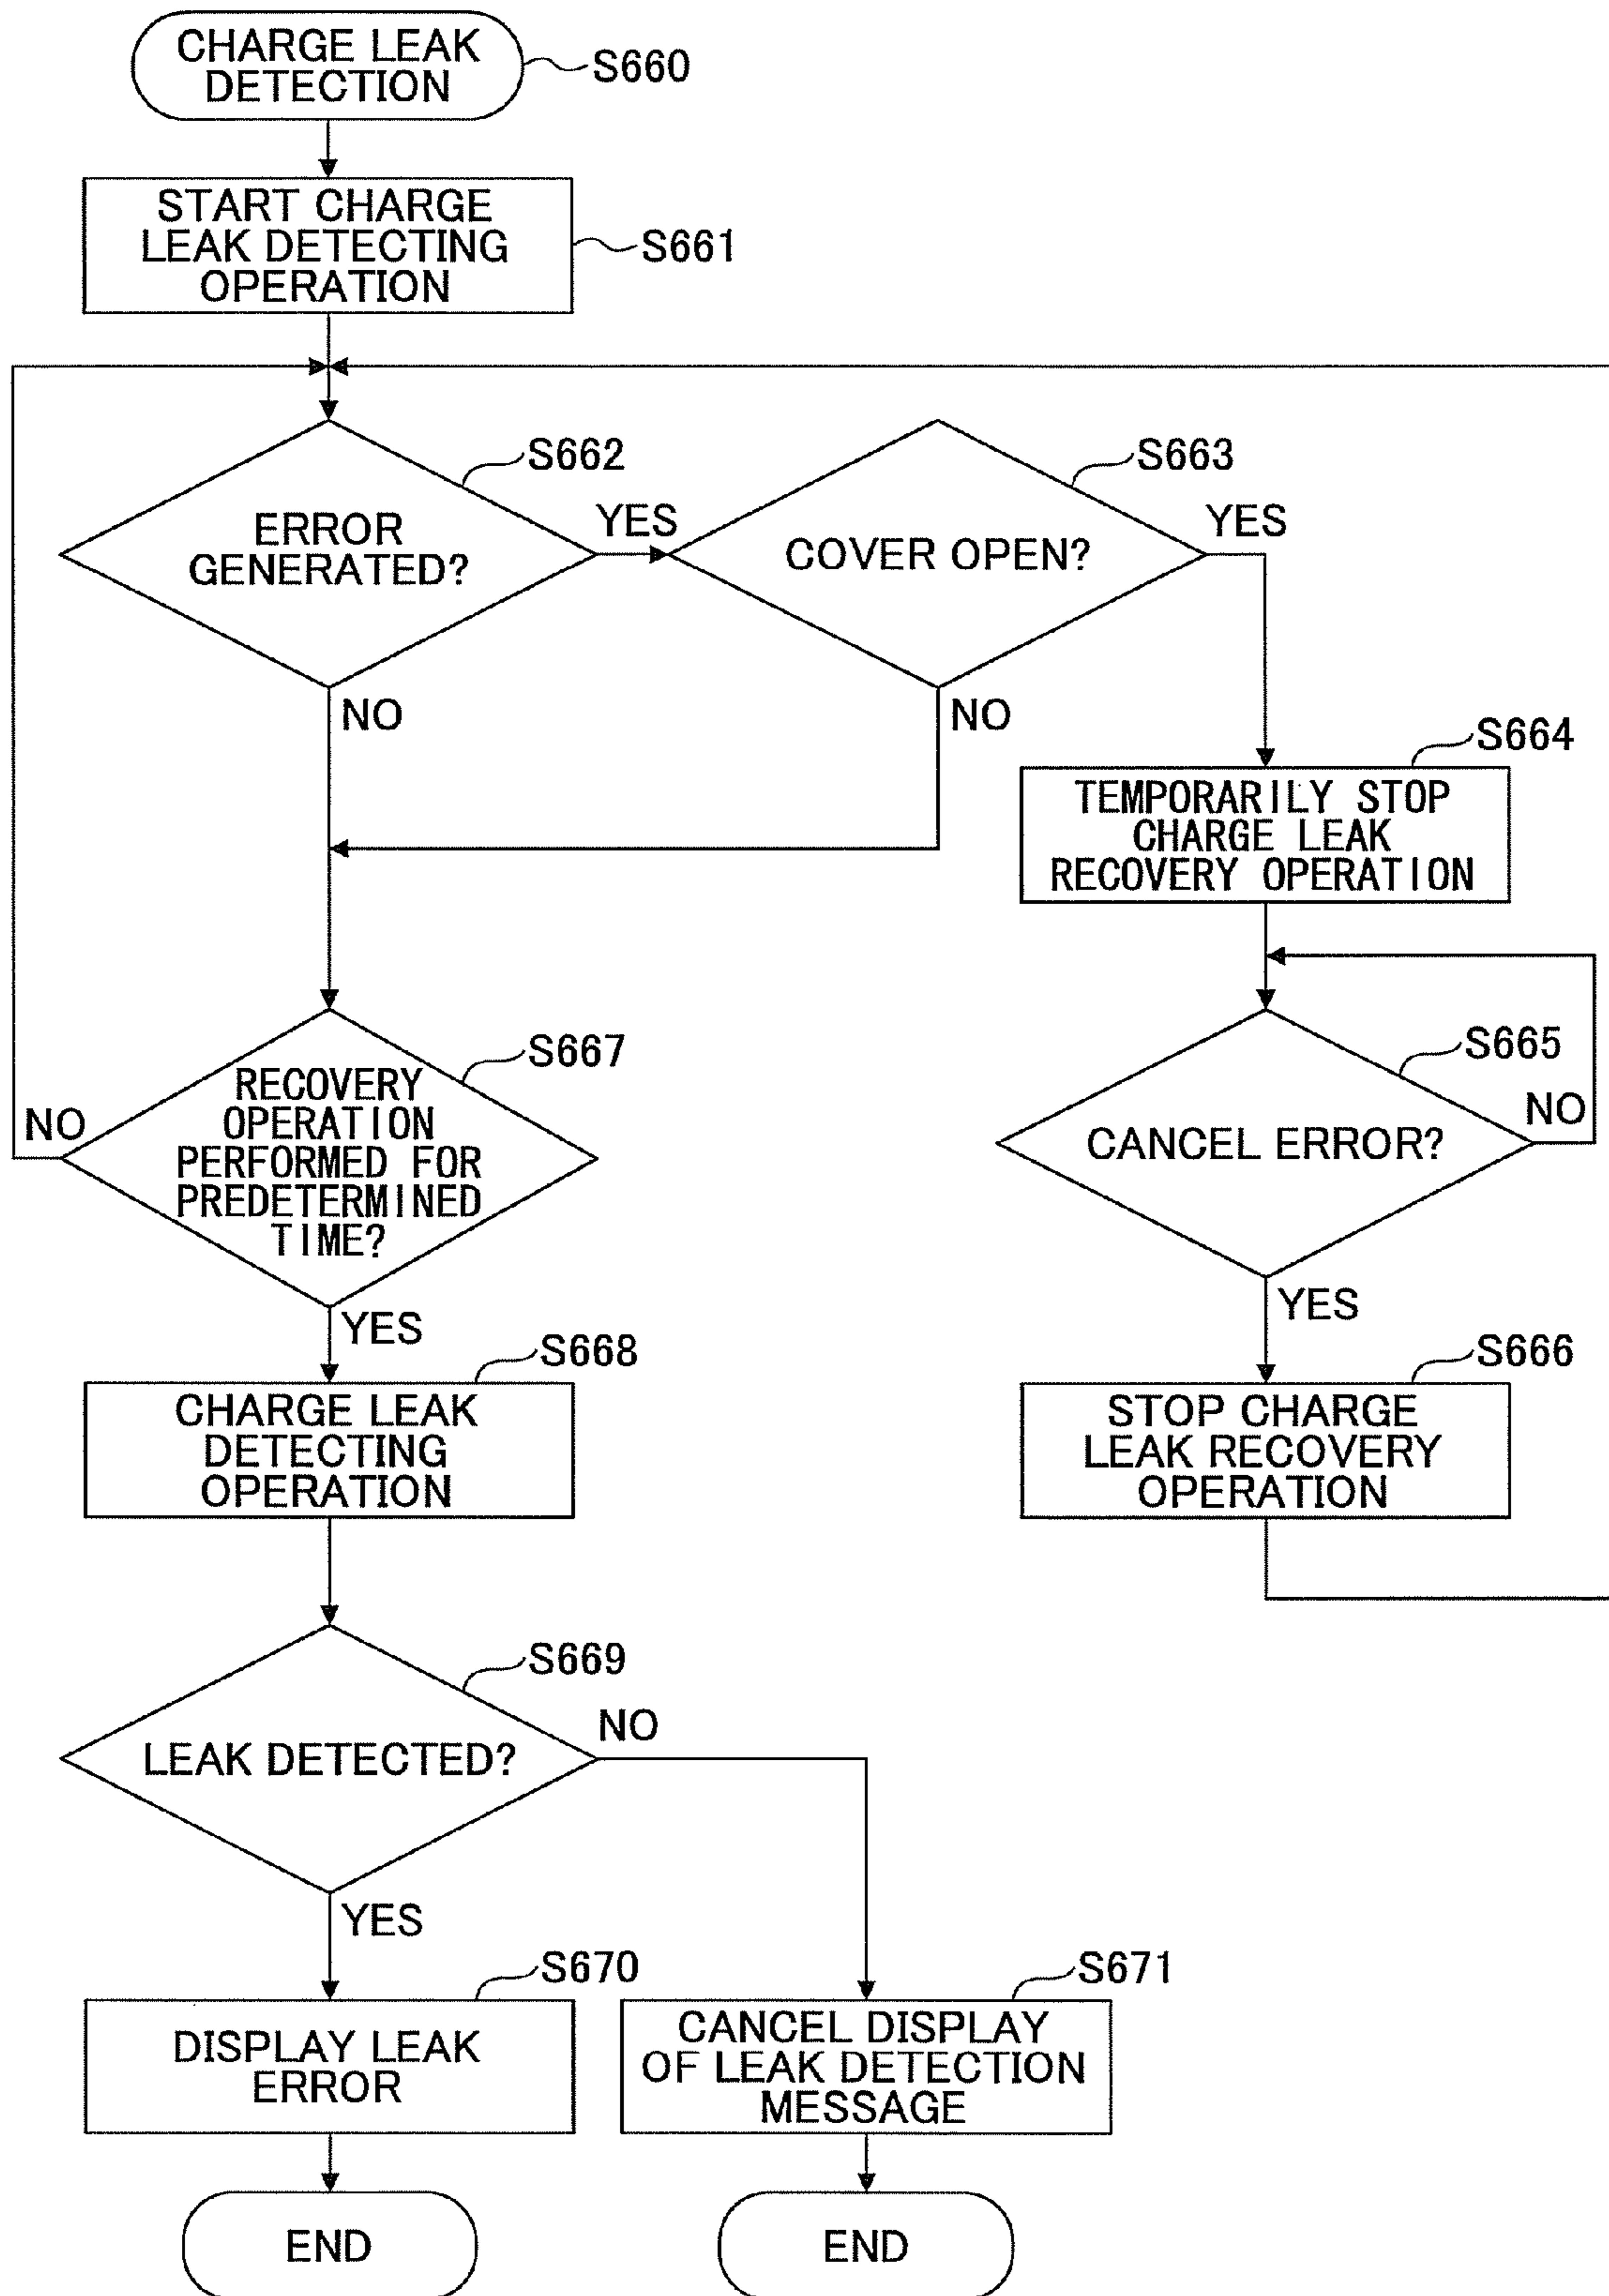 CHARGE LEAK
DETECTION
S660
START CHARGE
LEAK DETECTING
OPERATION
S661
S662
ERROR
GENERATED?
YES
NO
S663
COVER OPEN?
YES
NO
S664
TEMPORARILY STOP
CHARGE LEAK
RECOVERY OPERATION
S665
CANCEL ERROR?
NO
YES
S666
STOP CHARGE
LEAK RECOVERY
OPERATION
S667
RECOVERY
OPERATION
PERFORMED FOR
PREDETERMINED
TIME?
NO
YES
S668
CHARGE LEAK
DETECTING
OPERATION
S669
LEAK DETECTED?
NO
YES
S670
DISPLAY LEAK
ERROR
S671
CANCEL DISPLAY
OF LEAK DETECTION
MESSAGE
END
END